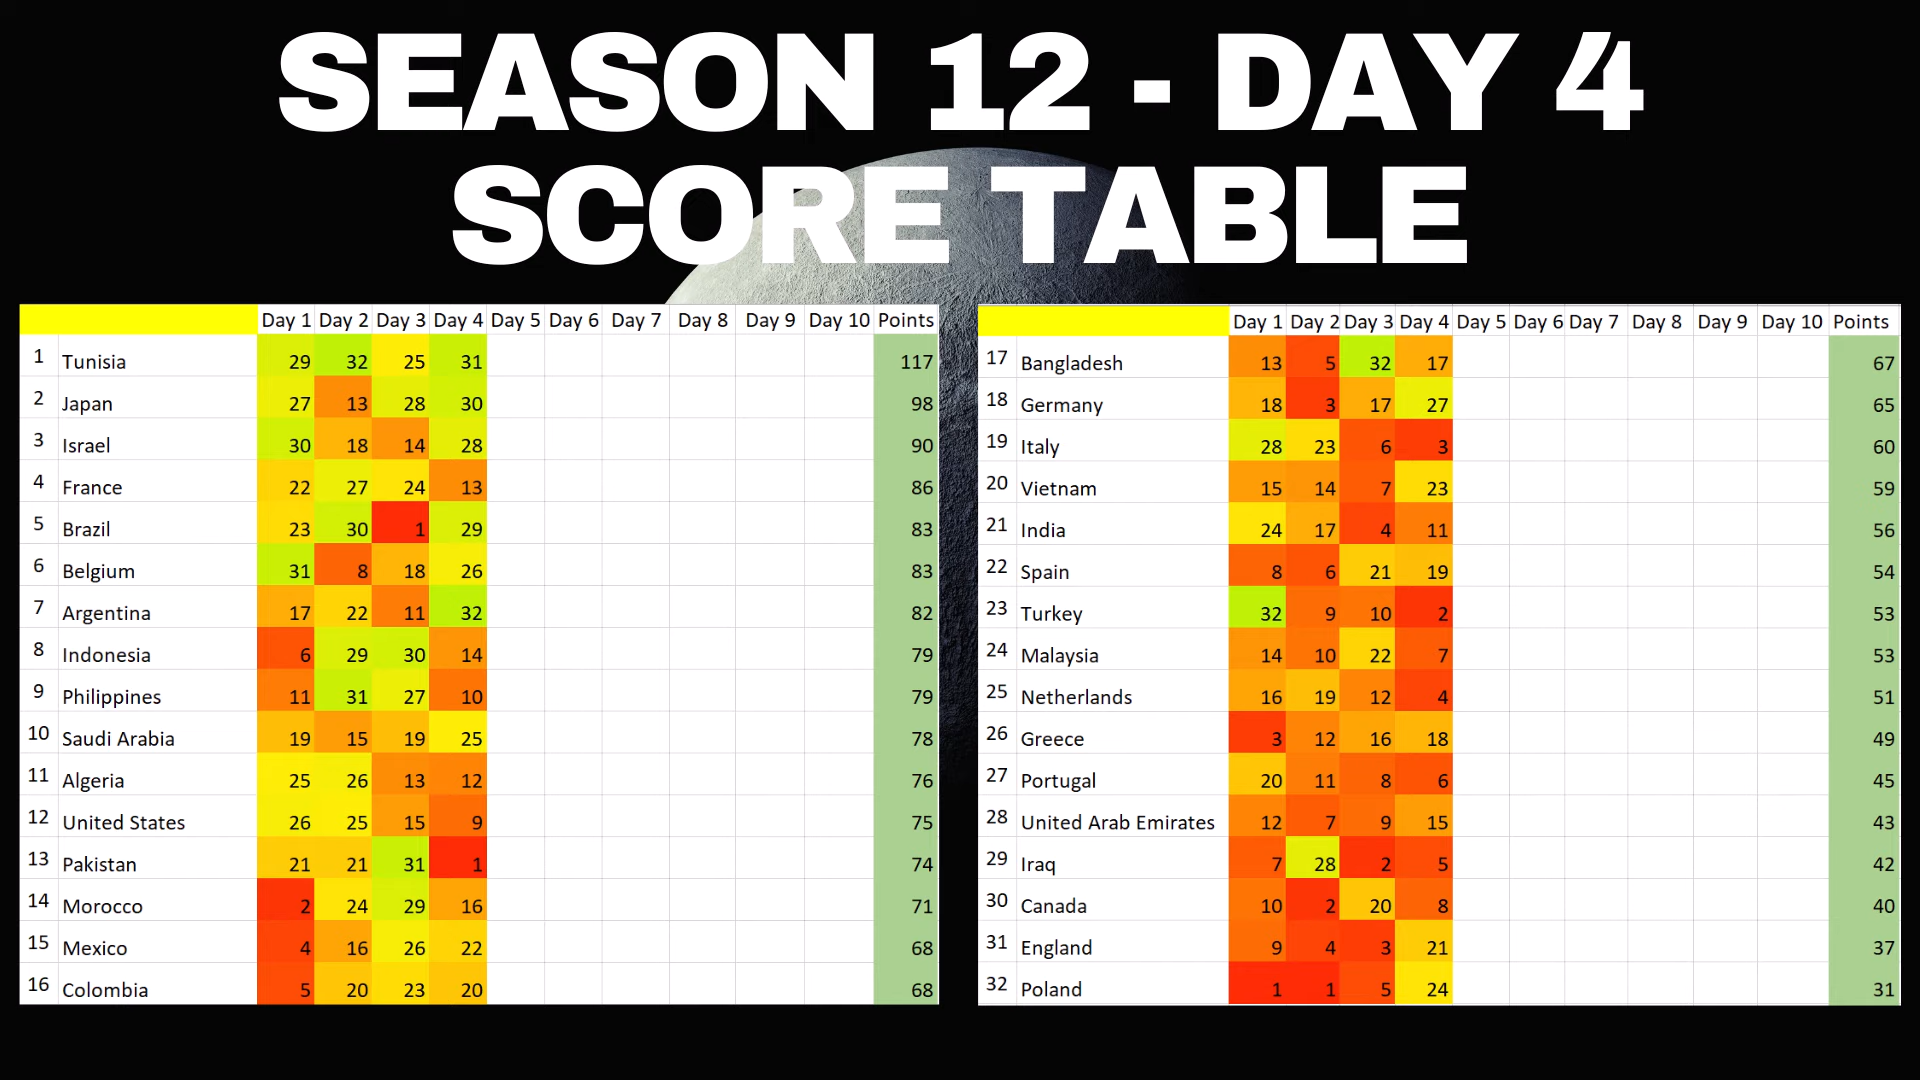 SEASON 12 - DAY 4
SCORE TABLE
Day 1 Day 2 Day 3 Day 4 Day 5 Day 6 Day 7 Day 8 Day 9 Day 10 Points
1 Tunisia 29 32 25 31 117
2 Japan 27 13 28 30 98
3 Israel 30 18 14 28 90
4 France 22 27 24 13 86
5 Brazil 23 30 1 29 83
6 Belgium 31 8 18 26 83
7 Argentina 17 22 11 32 82
8 Indonesia 6 29 30 14 79
9 Philippines 11 31 27 10 79
10 Saudi Arabia 19 15 19 25 78
11 Algeria 25 26 13 12 76
12 United States 26 25 15 9 75
13 Pakistan 21 21 31 1 74
14 Morocco 2 24 29 16 71
15 Mexico 4 16 26 22 68
16 Colombia 5 20 23 20 68
Day 1 Day 2 Day 3 Day 4 Day 5 Day 6 Day 7 Day 8 Day 9 Day 10 Points
17 Bangladesh 13 5 32 17 67
18 Germany 18 3 17 27 65
19 Italy 28 23 6 3 60
20 Vietnam 15 14 7 23 59
21 India 24 17 4 11 56
22 Spain 8 6 21 19 54
23 Turkey 32 9 10 2 53
24 Malaysia 14 10 22 7 53
25 Netherlands 16 19 12 4 51
26 Greece 3 12 16 18 49
27 Portugal 20 11 8 6 45
28 United Arab Emirates 12 7 9 15 43
29 Iraq 7 28 2 5 42
30 Canada 10 2 20 8 40
31 England 9 4 3 21 37
32 Poland 1 1 5 24 31